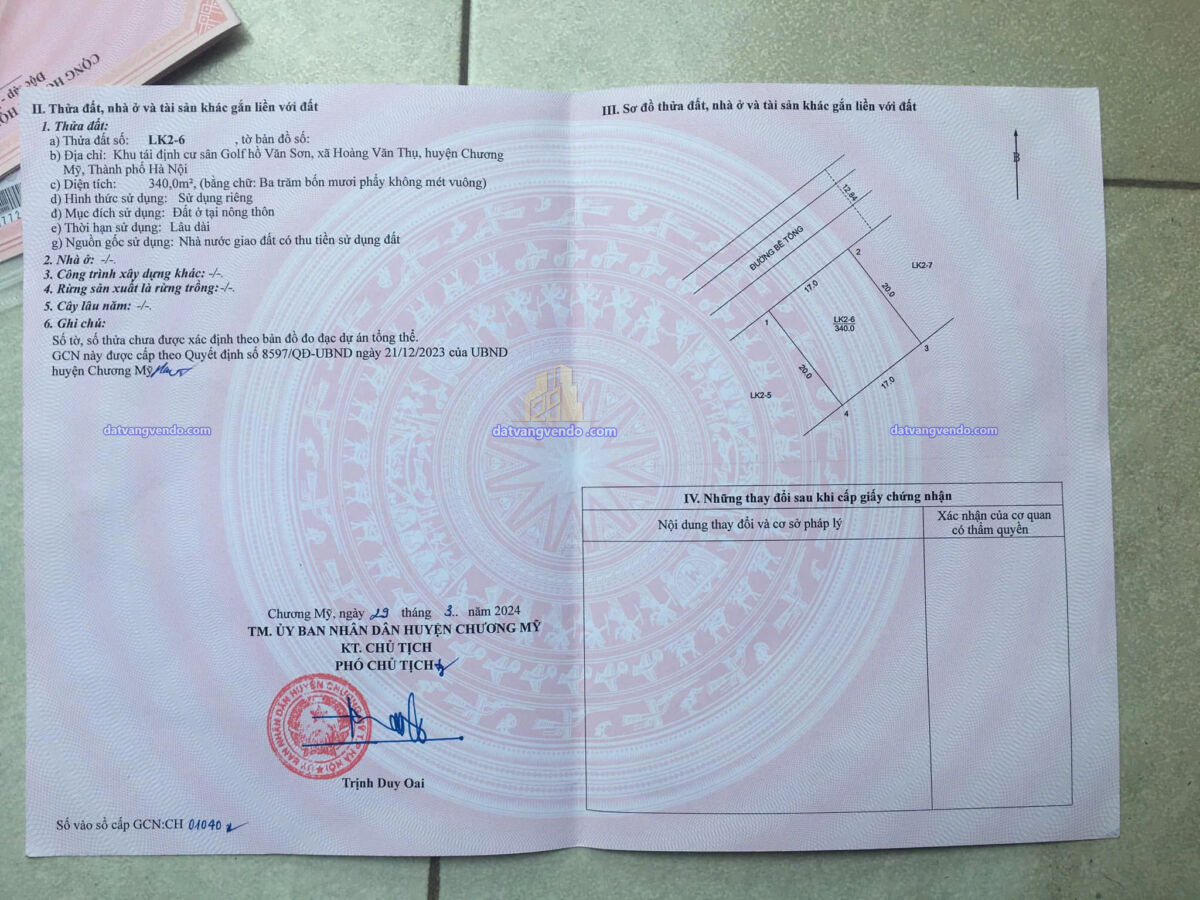 CỘNG HO
Độc lập -
II. Thửa đất, nhà ở và tài sản khác gắn liền với đất
1. Thửa đất:
a) Thửa đất số: LK2-6 , tờ bản đồ số:
b) Địa chỉ: Khu tái định cư sân Golf hồ Văn Sơn, xã Hoàng Văn Thụ, huyện Chương
Mỹ, Thành phố Hà Nội
c) Diện tích: 340,0m², (bằng chữ: Ba trăm bốn mươi phẩy không mét vuông)
d) Hình thức sử dụng: Sử dụng riêng
đ) Mục đích sử dụng: Đất ở tại nông thôn
e) Thời hạn sử dụng: Lâu dài
g) Nguồn gốc sử dụng: Nhà nước giao đất có thu tiền sử dụng đất
2. Nhà ở: -/-.
3. Công trình xây dựng khác: -/-.
4. Rừng sản xuất là rừng trồng:-/-.
5. Cây lâu năm: -/-.
6. Ghi chú:
Số tờ, số thửa chưa được xác định theo bản đồ đo đạc dự án tổng thể.
GCN này được cấp theo Quyết định số 8597/QĐ-UBND ngày 21/12/2023 của UBND
huyện Chương Mỹ
datvangvendo.com
datvangvendo .com
Chương Mỹ, ngày 29 tháng 3.. năm 2024
TM. ỦY BAN NHÂN DÂN HUYỆN CHƯƠNG MỸ
KT. CHỦ TỊCH
PHÓ CHỦ TỊCH
ỦY BAN NHÂN DÂN HUYỆN CHƯƠNG MỸ T.P HÀ NỘI
Trịnh Duy Oai
Số vào sổ cấp GCN:CH 01040
III. Sơ đồ thửa đất, nhà ở và tài sản khác gắn liền với đất
B
12.84
ĐƯỜNG BÊ TÔNG
2
LK2-7
17.0
20.0
1
LK2-6
340.0
3
20.0
17.0
LK2-5
4
datvangvendo.com
IV. Những thay đổi sau khi cấp giấy chứng nhận
Nội dung thay đổi và cơ sở pháp lý
Xác nhận của cơ quan
có thẩm quyền